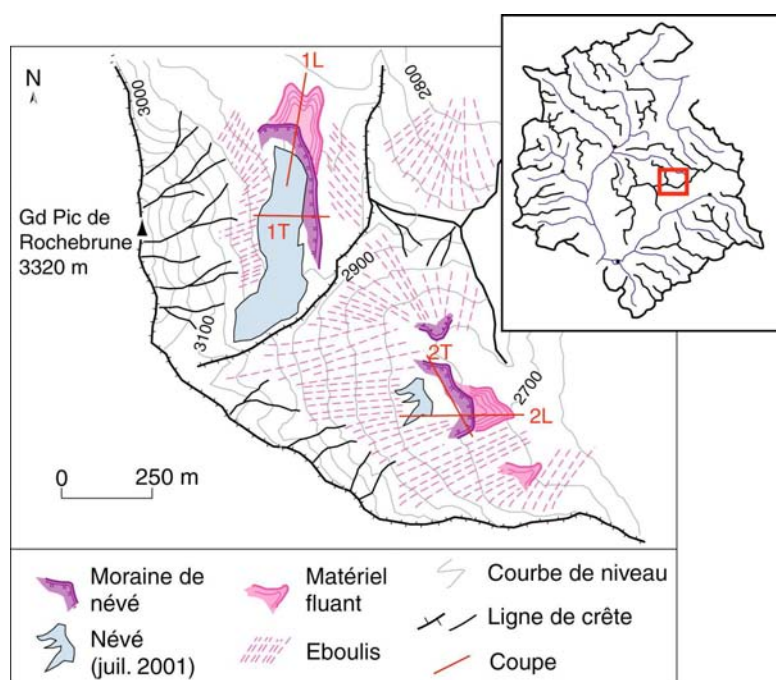 1L
N
3000
2800
Gd Pic de
Rochebrune
3320 m
1T
2900
3100
2T
2700
2L
0 250 m
Moraine de
névé
Matériel
fluant
Courbe de niveau
Névé
(juil. 2001)
Eboulis
Ligne de crête
Coupe